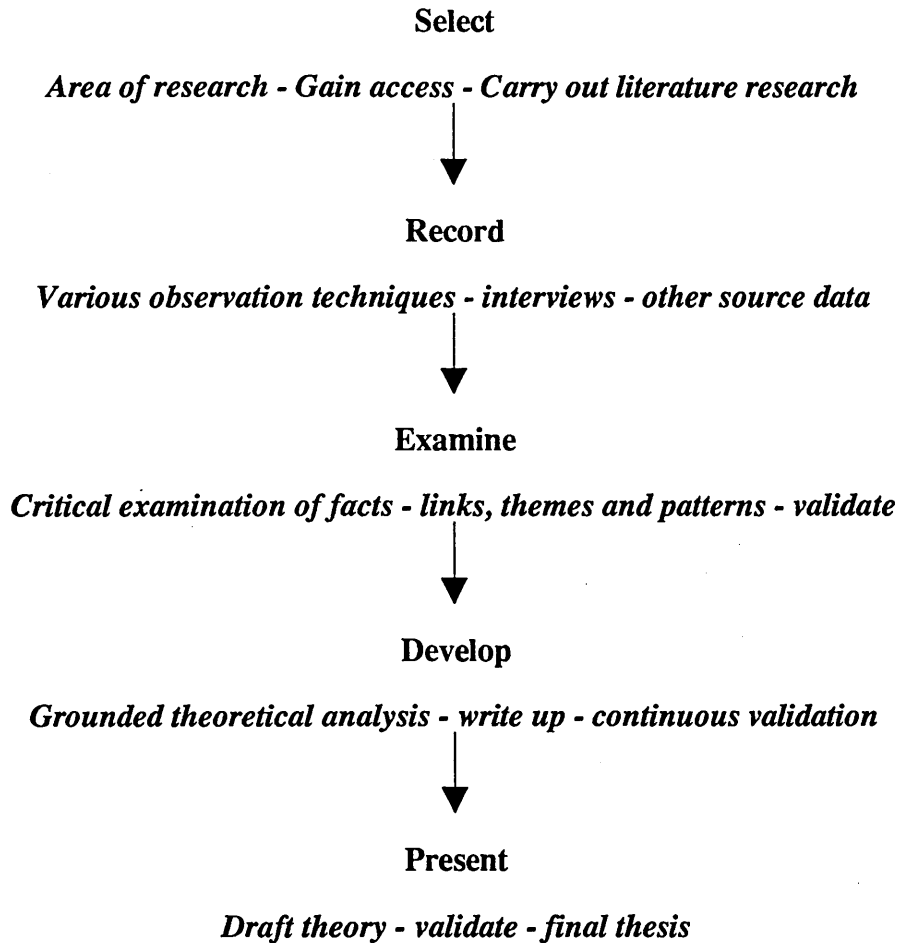 Select
Area of research - Gain access - Carry out literature research
Record
Various observation techniques - interviews - other source data
Examine
Critical examination of facts - links, themes and patterns - validate
Develop
Grounded theoretical analysis - write up - continuous validation
Present
Draft theory - validate - final thesis